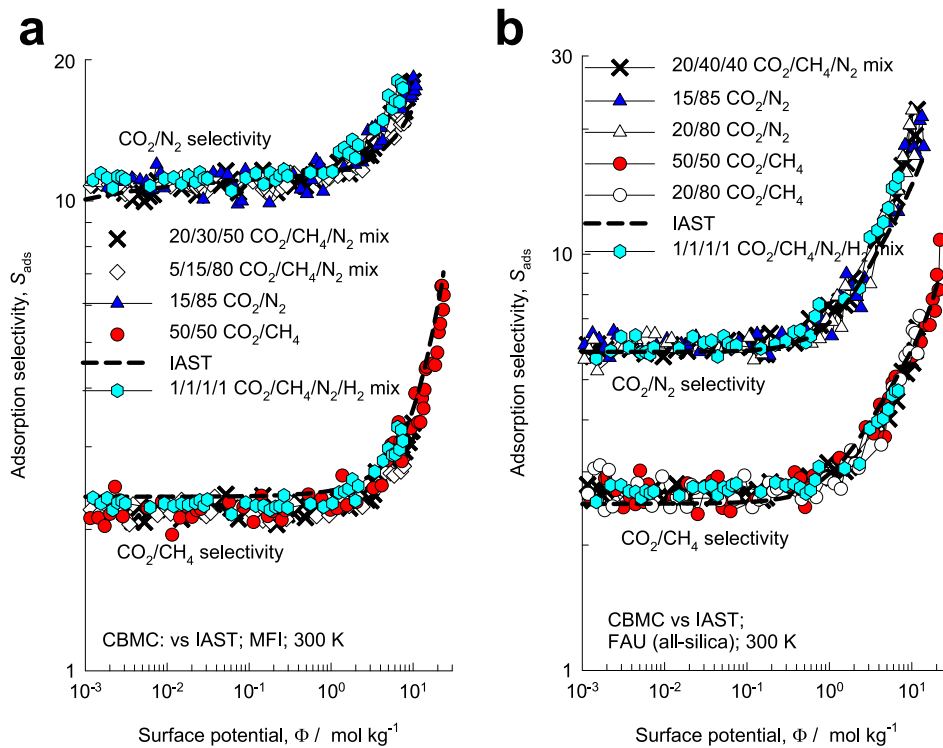 a
20
10
1
Adsorption selectivity, S_ads
CO₂/N₂ selectivity
20/30/50 CO₂/CH₄/N₂ mix
5/15/80 CO₂/CH₄/N₂ mix
15/85 CO₂/N₂
50/50 CO₂/CH₄
IAST
1/1/1/1 CO₂/CH₄/N₂/H₂ mix
CO₂/CH₄ selectivity
CBMC: vs IAST; MFI; 300 K
10⁻³ 10⁻² 10⁻¹ 10⁰ 10¹
Surface potential, Φ / mol kg⁻¹
b
30
10
1
Adsorption selectivity, S_ads
20/40/40 CO₂/CH₄/N₂ mix
15/85 CO₂/N₂
20/80 CO₂/N₂
50/50 CO₂/CH₄
20/80 CO₂/CH₄
IAST
1/1/1/1 CO₂/CH₄/N₂/H₂ mix
CO₂/N₂ selectivity
CO₂/CH₄ selectivity
CBMC vs IAST;
FAU (all-silica); 300 K
10⁻³ 10⁻² 10⁻¹ 10⁰ 10¹
Surface potential, Φ / mol kg⁻¹